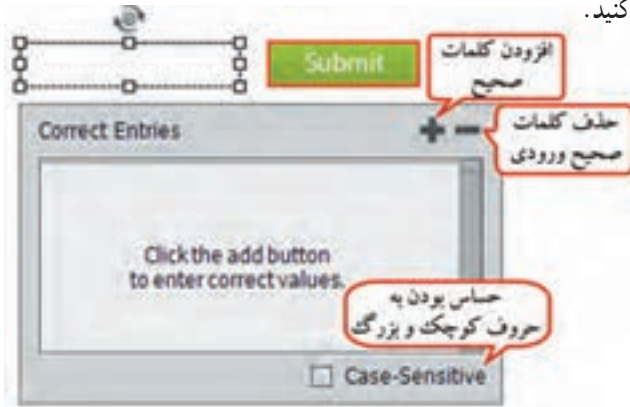 کنید.
Submit
افزودن کلمات
صحیح
Correct Entries
حذف کلمات
صحیح ورودی
Click the add button
to enter correct values.
حساس بودن به
حروف کوچک و بزرگ
Case-Sensitive